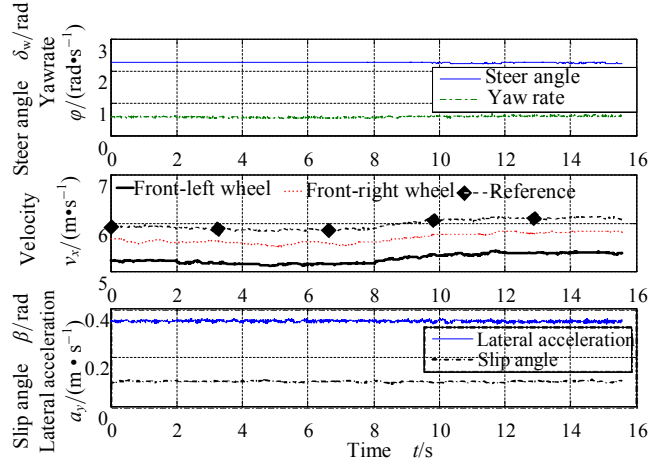 Steer angle δw/rad
Yawrate
φ/(rad•s⁻¹)
3
2
1
0
Steer angle
Yaw rate
0 2 4 6 8 10 12 14 16
Velocity
vx/(m•s⁻¹)
7
6
5
Front-left wheel
Front-right wheel
Reference
0 2 4 6 8 10 12 14 16
Slip angle β/rad
Lateral acceleration
ay/(m• s⁻¹)
0.4
0.2
0
Lateral acceleration
Slip angle
0 2 4 6 8 10 12 14 16
Time t/s